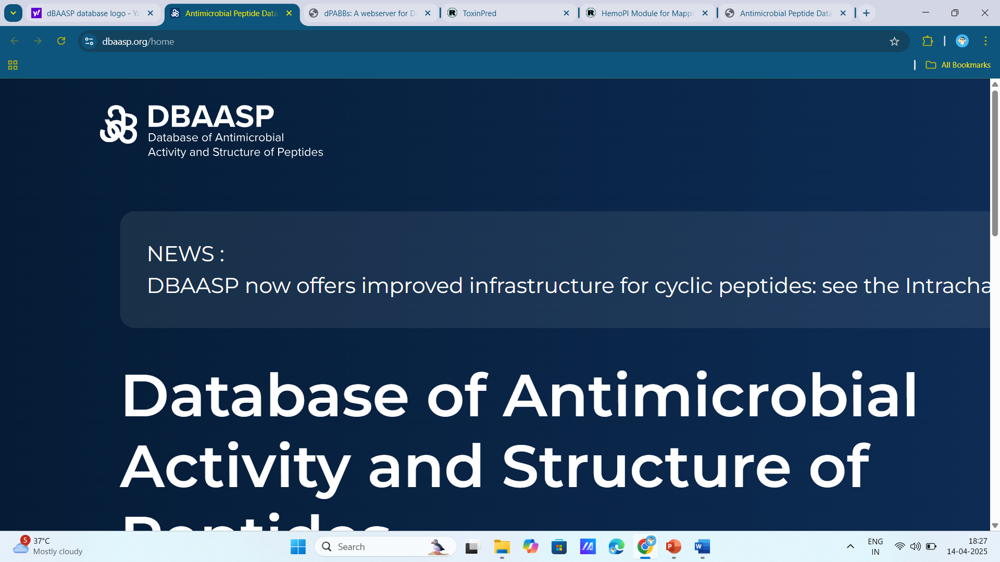 dBAASP database logo - Ya
Antimicrobial Peptide Data
dPABBs: A webserver for De
ToxinPred
HemoPI Module for Mappi
Antimicrobial Peptide Data
dbaasp.org/home
All Bookmarks
DBAASP
Database of Antimicrobial
Activity and Structure of Peptides
NEWS :
DBAASP now offers improved infrastructure for cyclic peptides: see the Intracha
Database of Antimicrobial
Activity and Structure of
Peptides
5
37°C
Mostly cloudy
Search
ENG
IN
18:27
14-04-2025